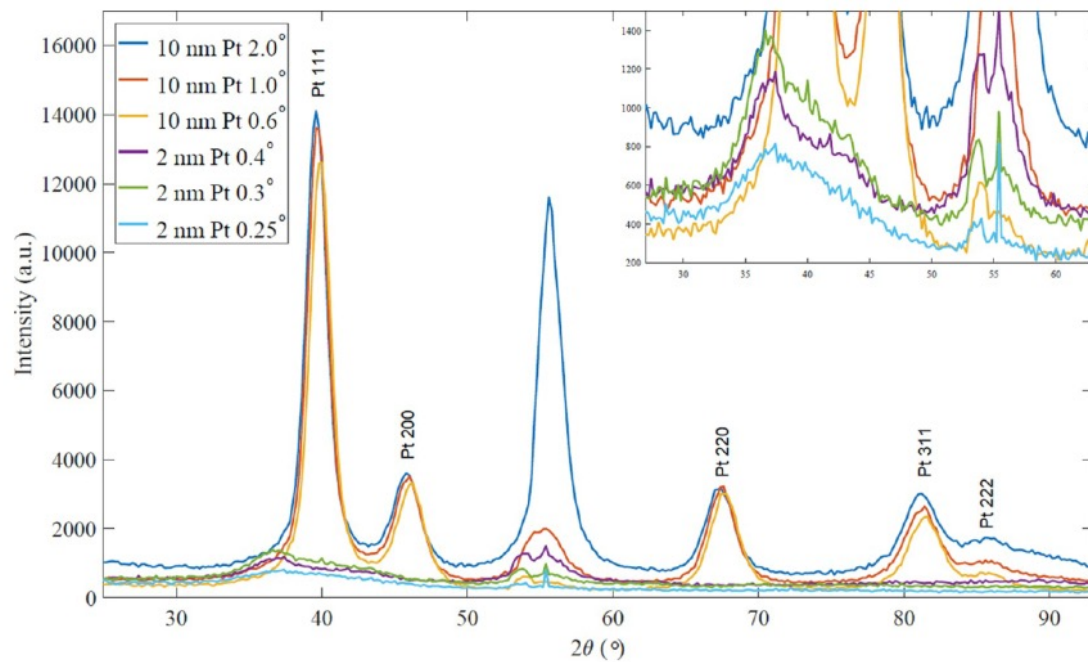 16000
14000
12000
10000
8000
6000
4000
2000
0
Intensity (a.u.)
10 nm Pt 2.0°
10 nm Pt 1.0°
10 nm Pt 0.6°
2 nm Pt 0.4°
2 nm Pt 0.3°
2 nm Pt 0.25°
Pt 111
Pt 200
Pt 220
Pt 311
Pt 222
1400
1200
1000
800
600
400
200
30 35 40 45 50 55 60
30 40 50 60 70 80 90
2θ (°)